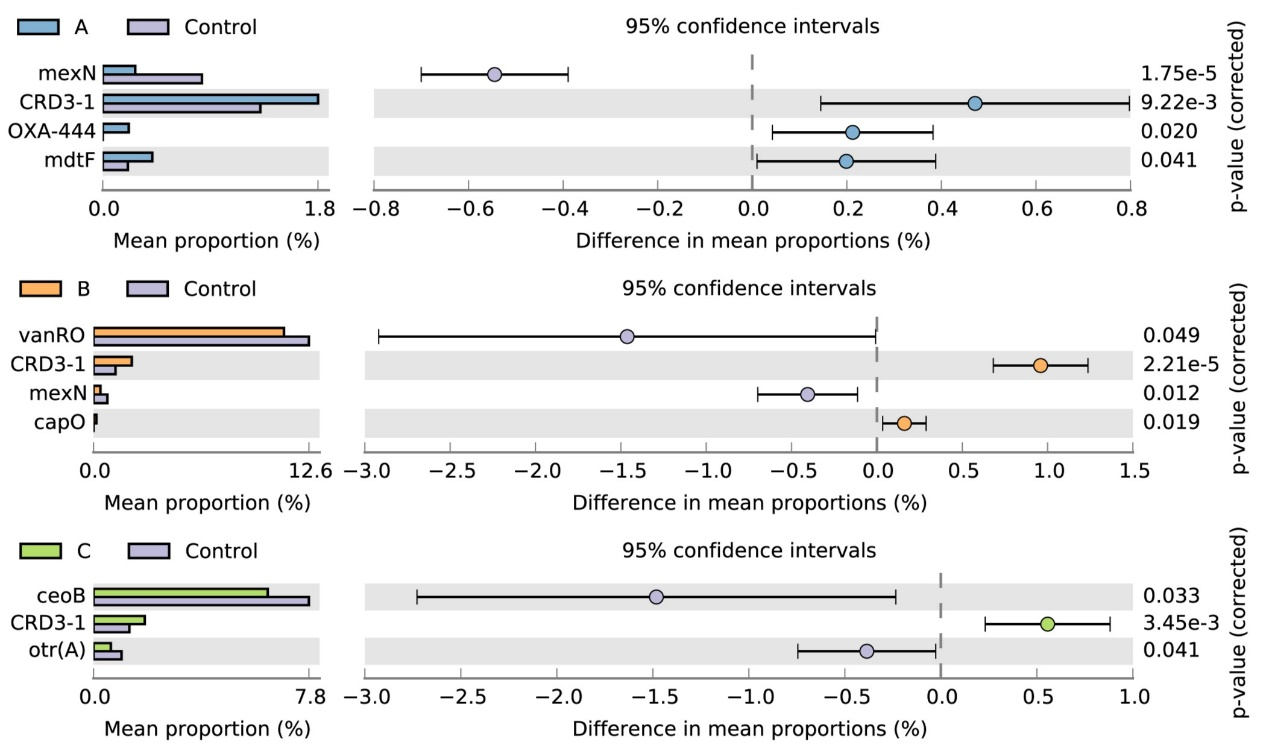 A Control 95% confidence intervals
mexN 1.75e-5
CRD3-1 9.22e-3
OXA-444 0.020
mdtF 0.041
p-value (corrected)
0.0 1.8 −0.8 −0.6 −0.4 −0.2 0.0 0.2 0.4 0.6 0.8
Mean proportion (%) Difference in mean proportions (%)
B Control 95% confidence intervals
vanRO 0.049
CRD3-1 2.21e-5
mexN 0.012
capO 0.019
p-value (corrected)
0.0 12.6 −3.0 −2.5 −2.0 −1.5 −1.0 −0.5 0.0 0.5 1.0 1.5
Mean proportion (%) Difference in mean proportions (%)
C Control 95% confidence intervals
ceoB 0.033
CRD3-1 3.45e-3
otr(A) 0.041
p-value (corrected)
0.0 7.8 −3.0 −2.5 −2.0 −1.5 −1.0 −0.5 0.0 0.5 1.0
Mean proportion (%) Difference in mean proportions (%)